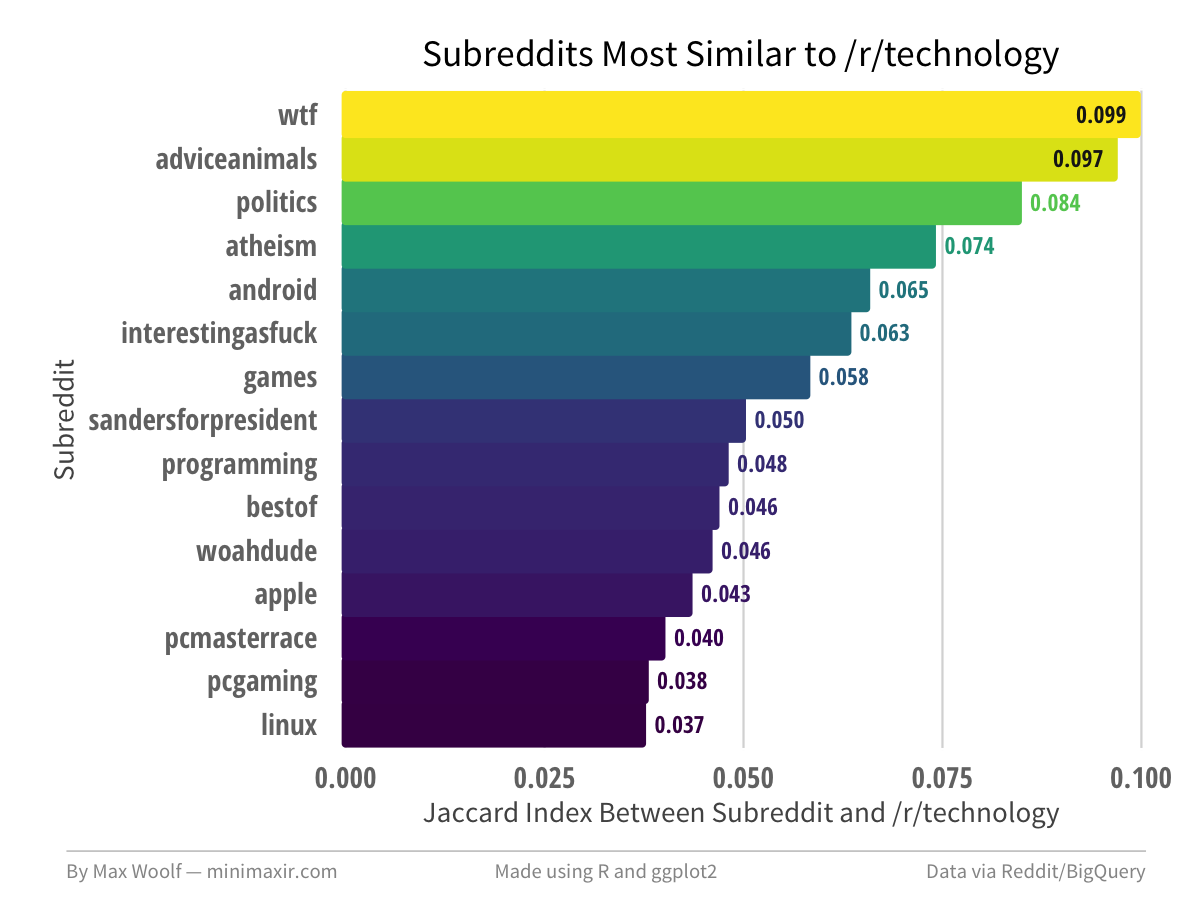 Subreddits Most Similar to /r/technology
wtf 0.099
adviceanimals 0.097
politics 0.084
atheism 0.074
android 0.065
interestingasfuck 0.063
games 0.058
sandersforpresident 0.050
programming 0.048
bestof 0.046
woahdude 0.046
apple 0.043
pcmasterrace 0.040
pcgaming 0.038
linux 0.037
Subreddit
0.000 0.025 0.050 0.075 0.100
Jaccard Index Between Subreddit and /r/technology
By Max Woolf — minimaxir.com Made using R and ggplot2 Data via Reddit/BigQuery